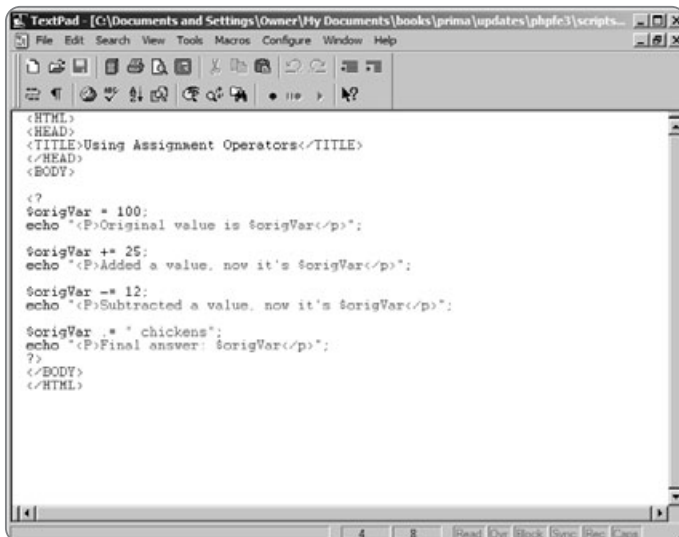 TextPad - [C:\Documents and Settings\Owner\My Documents\books\prima\updates\phpfe3\scripts...
File Edit Search View Tools Macros Configure Window Help
<HTML>
<HEAD>
<TITLE>Using Assignment Operators</TITLE>
</HEAD>
<BODY>
<?
$origVar = 100;
echo "<P>Original value is $origVar</p>";
$origVar += 25;
echo "<P>Added a value, now it's $origVar</p>";
$origVar -= 12;
echo "<P>Subtracted a value, now it's $origVar</p>";
$origVar .= " chickens";
echo "<P>Final answer: $origVar</p>";
?>
</BODY>
</HTML>
4 8 Read Ovr Block Sync Rec Caps